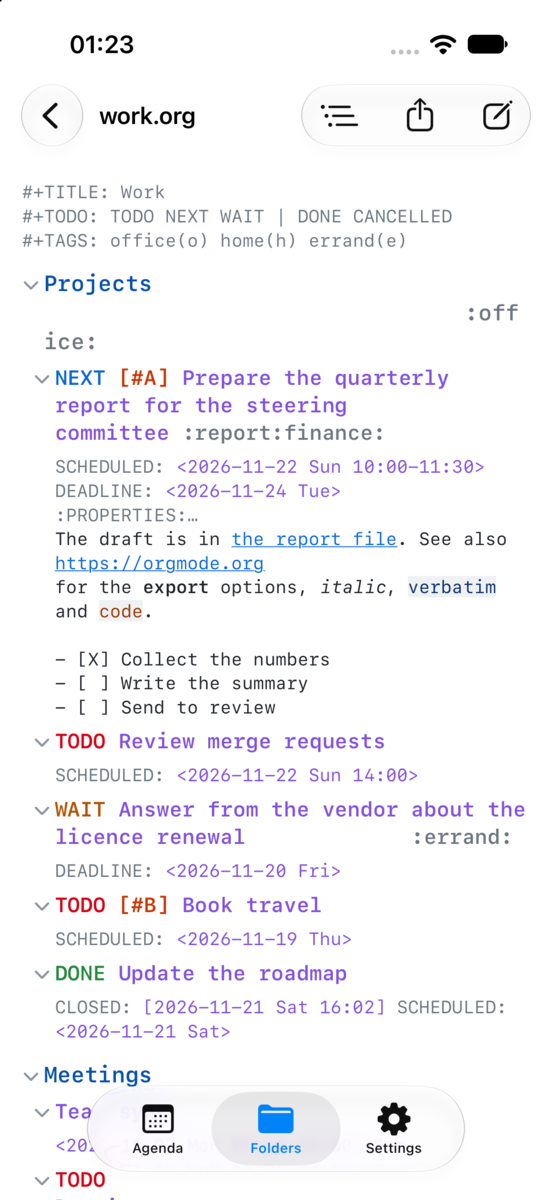 01:23
work.org
#+TITLE: Work
#+TODO: TODO NEXT WAIT | DONE CANCELLED
#+TAGS: office(o) home(h) errand(e)
Projects
:off
ice:
NEXT [#A] Prepare the quarterly
report for the steering
committee :report:finance:
SCHEDULED: <2026-11-22 Sun 10:00-11:30>
DEADLINE: <2026-11-24 Tue>
:PROPERTIES:…
The draft is in the report file. See also
https://orgmode.org
for the export options, italic, verbatim
and code.
- [X] Collect the numbers
- [ ] Write the summary
- [ ] Send to review
TODO Review merge requests
SCHEDULED: <2026-11-22 Sun 14:00>
WAIT Answer from the vendor about the
licence renewal :errand:
DEADLINE: <2026-11-20 Fri>
TODO [#B] Book travel
SCHEDULED: <2026-11-19 Thu>
DONE Update the roadmap
CLOSED: [2026-11-21 Sat 16:02] SCHEDULED:
<2026-11-21 Sat>
Meetings
TODO
Agenda
Folders
Settings